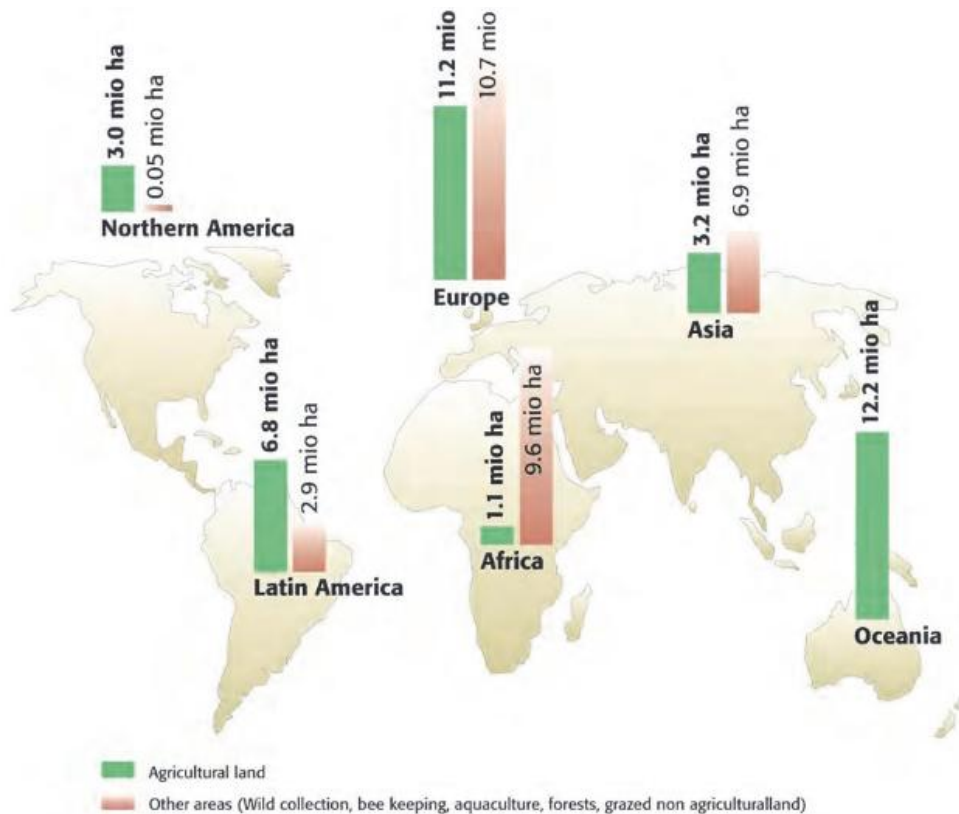 3.0 mio ha
0.05 mio ha
Northern America
11.2 mio
10.7 mio
Europe
3.2 mio ha
6.9 mio ha
Asia
6.8 mio ha
2.9 mio ha
Latin America
1.1 mio ha
9.6 mio ha
Africa
12.2 mio ha
Oceania
Agricultural land
Other areas (Wild collection, bee keeping, aquaculture, forests, grazed non agriculturalland)